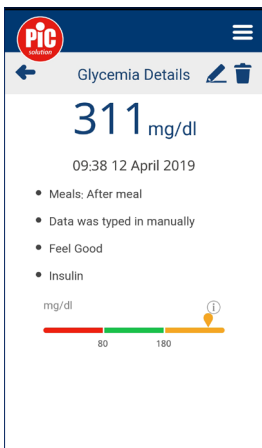 PiC
solution
Glycemia Details
311 mg/dl
09:38 12 April 2019
Meals; After meal
Data was typed in manually
Feel Good
Insulin
mg/dl
i
80 180